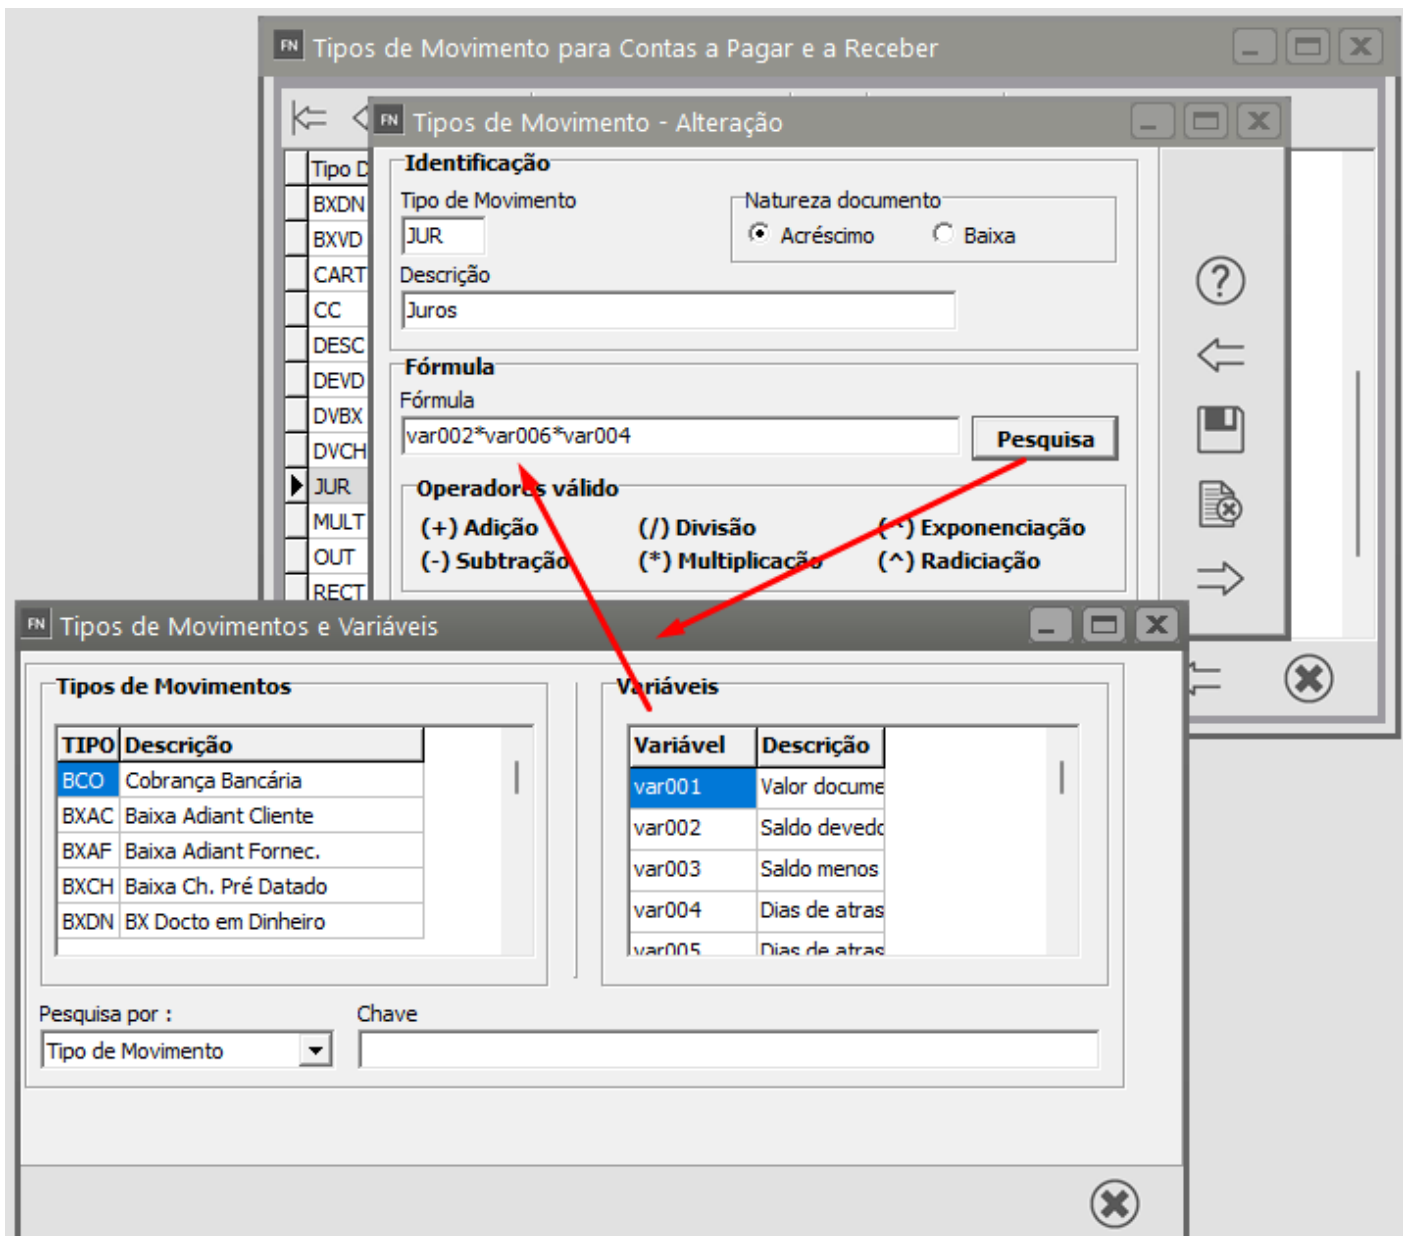 FN Tipos de Movimento para Contas a Pagar e a Receber
FN Tipos de Movimento - Alteração
Tipo D
BXDN
BXVD
CART
CC
DESC
DEVD
DVBX
DVCH
JUR
MULT
OUT
RECT
Identificação
Tipo de Movimento
JUR
Natureza documento
Acréscimo
Baixa
Descrição
Juros
Fórmula
Fórmula
var002*var006*var004
Pesquisa
Operadores válido
(+) Adição (/) Divisão (^) Exponenciação
(-) Subtração (*) Multiplicação (^) Radiciação
FN Tipos de Movimentos e Variáveis
Tipos de Movimentos
TIPO Descrição
BCO Cobrança Bancária
BXAC Baixa Adiant Cliente
BXAF Baixa Adiant Fornec.
BXCH Baixa Ch. Pré Datado
BXDN BX Docto em Dinheiro
Variáveis
Variável Descrição
var001 Valor docume
var002 Saldo devedo
var003 Saldo menos
var004 Dias de atras
var005 Dias de atras
Pesquisa por :
Tipo de Movimento
Chave